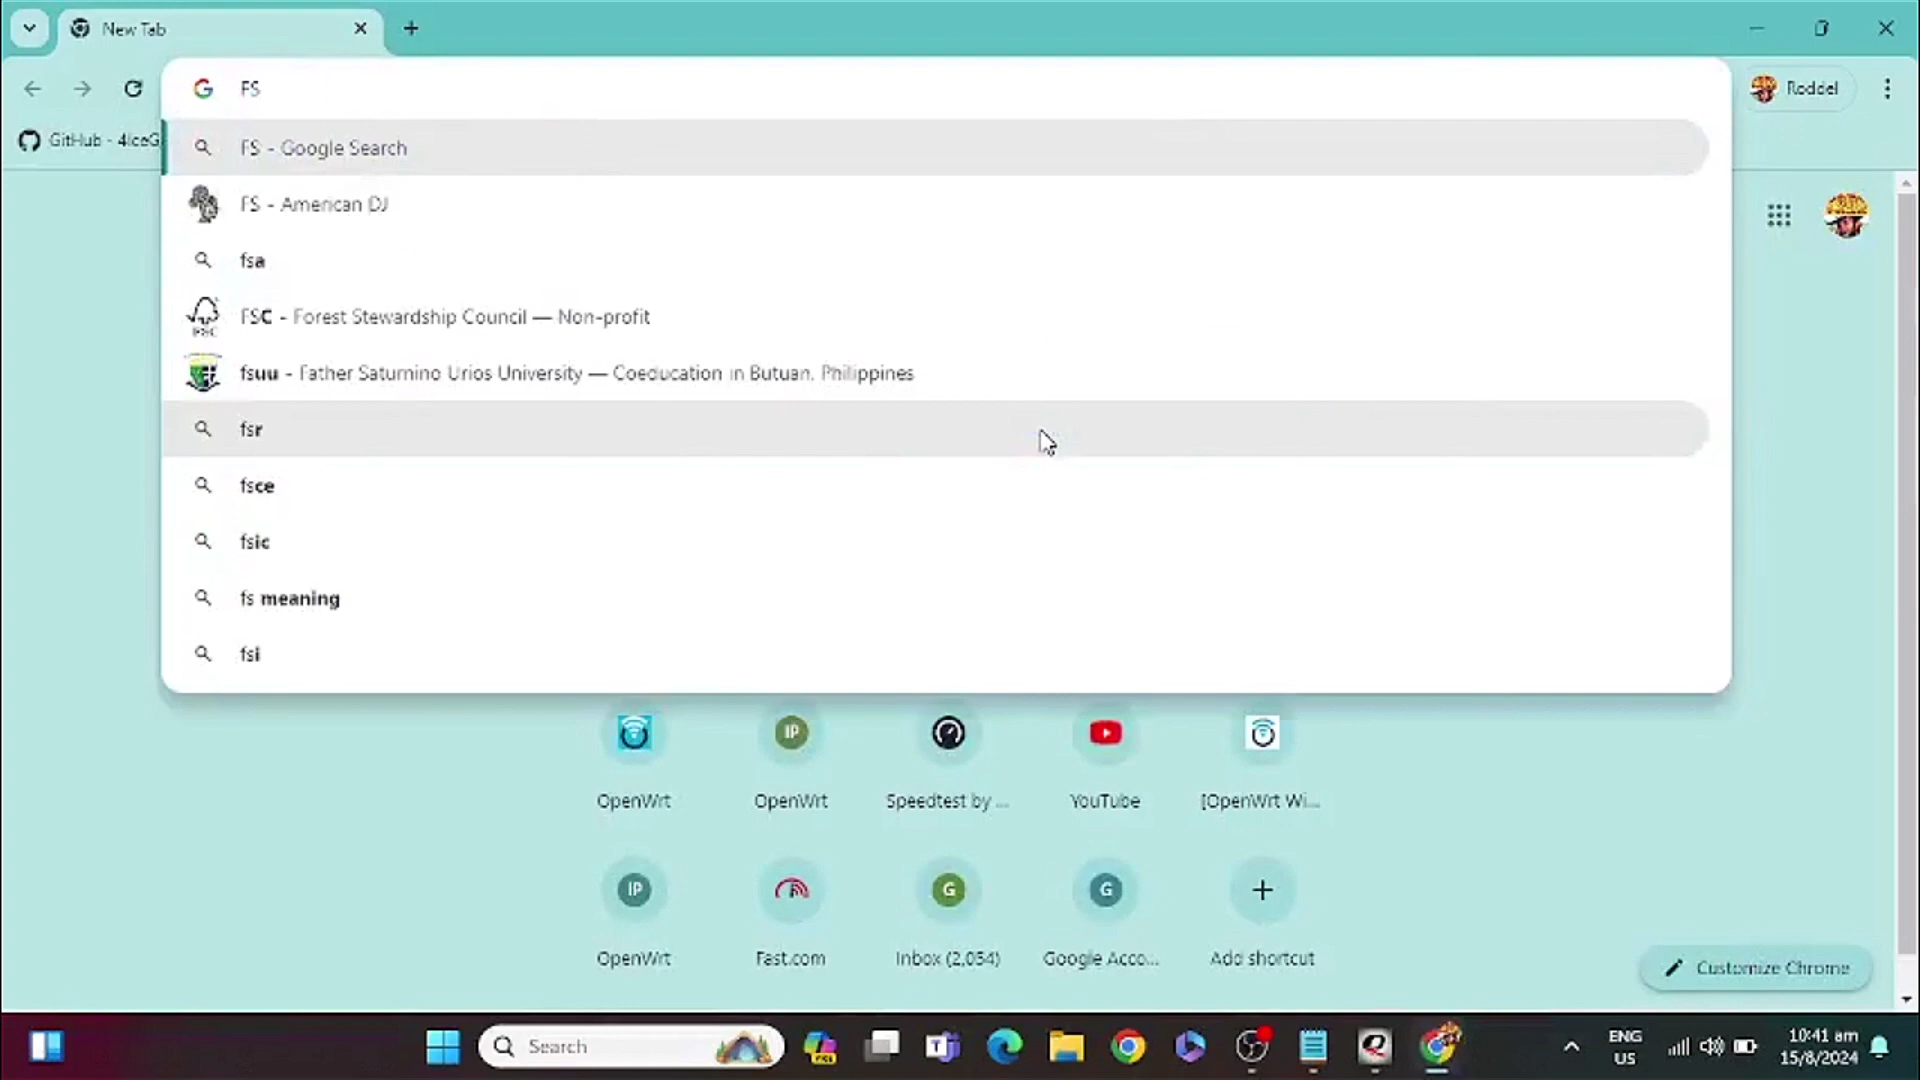 New Tab
FS
Roddel
GitHub - 4IceG
FS - Google Search
FS - American DJ
fsa
FSC - Forest Stewardship Council — Non-profit
fsuu - Father Saturnino Urios University — Coeducation in Butuan, Philippines
fsr
fsce
fsic
fs meaning
fsi
IP
OpenWrt
OpenWrt
Speedtest by ...
YouTube
[OpenWrt Wi...
IP
G
G
OpenWrt
Fast.com
Inbox (2,054)
Google Acco...
Add shortcut
Customize Chrome
Search
ENG
US
10:41 am
15/8/2024